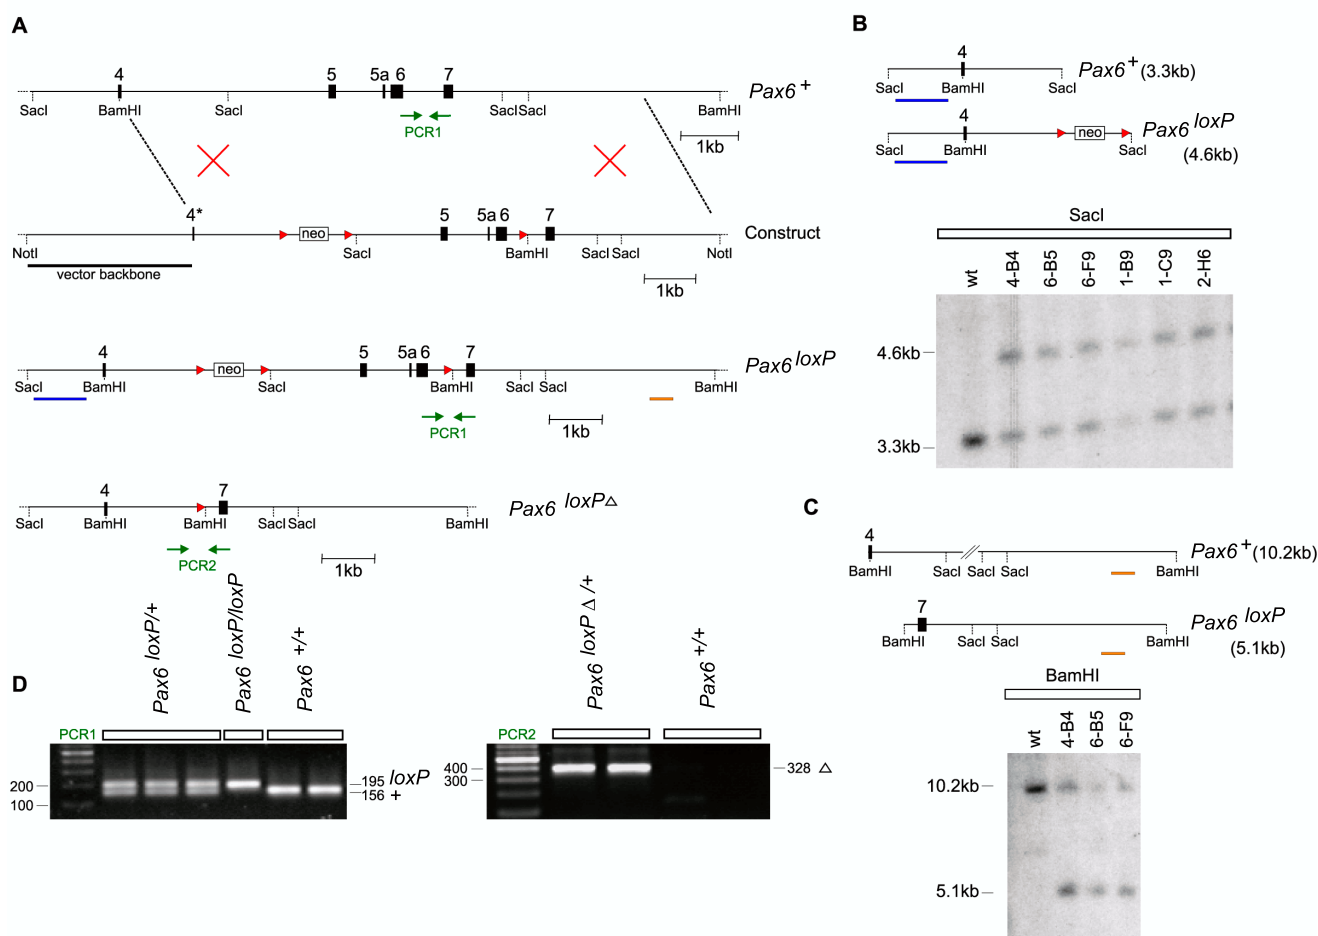 A
4 5 5a 6 7
Pax6 +
SacI BamHI SacI SacISacI BamHI
PCR1
1kb
4* neo 5 5a 6 7
Construct
NotI SacI BamHI SacI SacI NotI
vector backbone
1kb
4 neo 5 5a 6 7
Pax6 loxP
SacI BamHI SacI BamHI SacI SacI BamHI
PCR1
1kb
4 7
Pax6 loxP△
SacI BamHI BamHI SacI SacI BamHI
PCR2
1kb
B
4
Pax6+ (3.3kb)
SacI BamHI SacI
4 neo
Pax6 loxP
(4.6kb)
SacI BamHI SacI
SacI
wt 4-B4 6-B5 6-F9 1-B9 1-C9 2-H6
4.6kb
3.3kb
C
4
Pax6+ (10.2kb)
BamHI SacI SacI SacI BamHI
7
Pax6 loxP
(5.1kb)
BamHI SacI SacI BamHI
BamHI
wt 4-B4 6-B5 6-F9
10.2kb
5.1kb
D
Pax6 loxP/+ Pax6 loxP/loxP Pax6 +/+
PCR1
200
100
195 loxP
156 +
Pax6 loxP △ /+ Pax6 +/+
PCR2
400
300
328 △